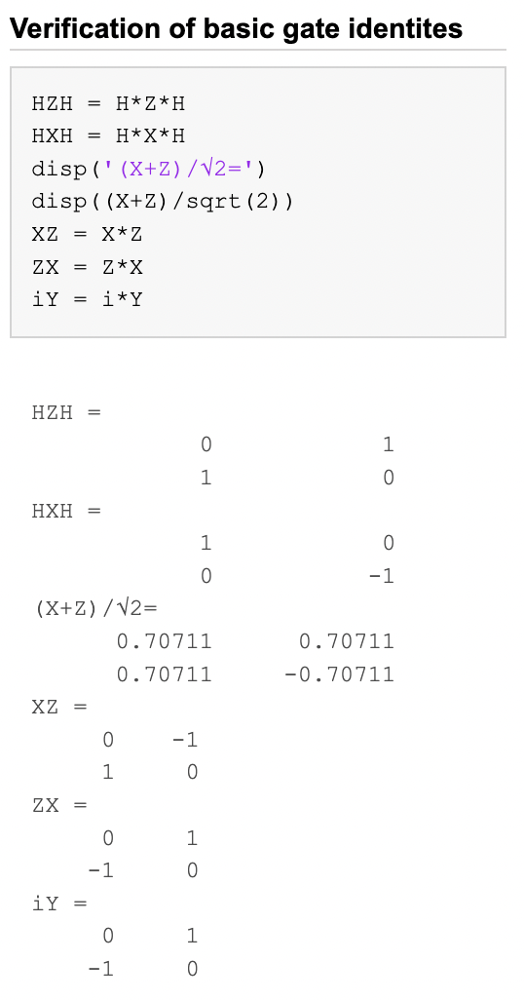 Verification of basic gate identites
HZH = H*Z*H
HXH = H*X*H
disp('(X+Z)/√2=')
disp((X+Z)/sqrt(2))
XZ = X*Z
ZX = Z*X
iY = i*Y
HZH =
0 1
1 0
HXH =
1 0
0 -1
(X+Z)/√2=
0.70711 0.70711
0.70711 -0.70711
XZ =
0 -1
1 0
ZX =
0 1
-1 0
iY =
0 1
-1 0